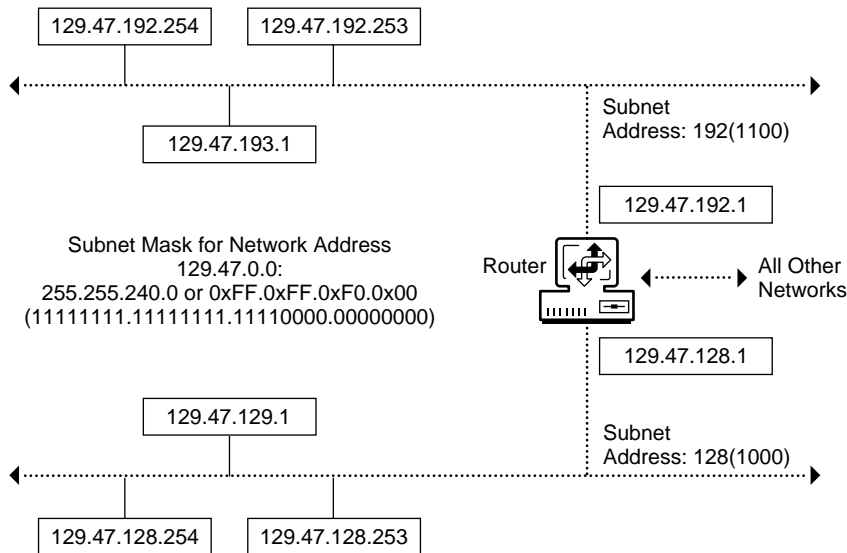 129.47.192.254
129.47.192.253
129.47.193.1
Subnet
Address: 192(1100)
129.47.192.1
Subnet Mask for Network Address
129.47.0.0:
255.255.240.0 or 0xFF.0xFF.0xF0.0x00
(11111111.11111111.11110000.00000000)
Router
All Other
Networks
129.47.128.1
129.47.129.1
Subnet
Address: 128(1000)
129.47.128.254
129.47.128.253